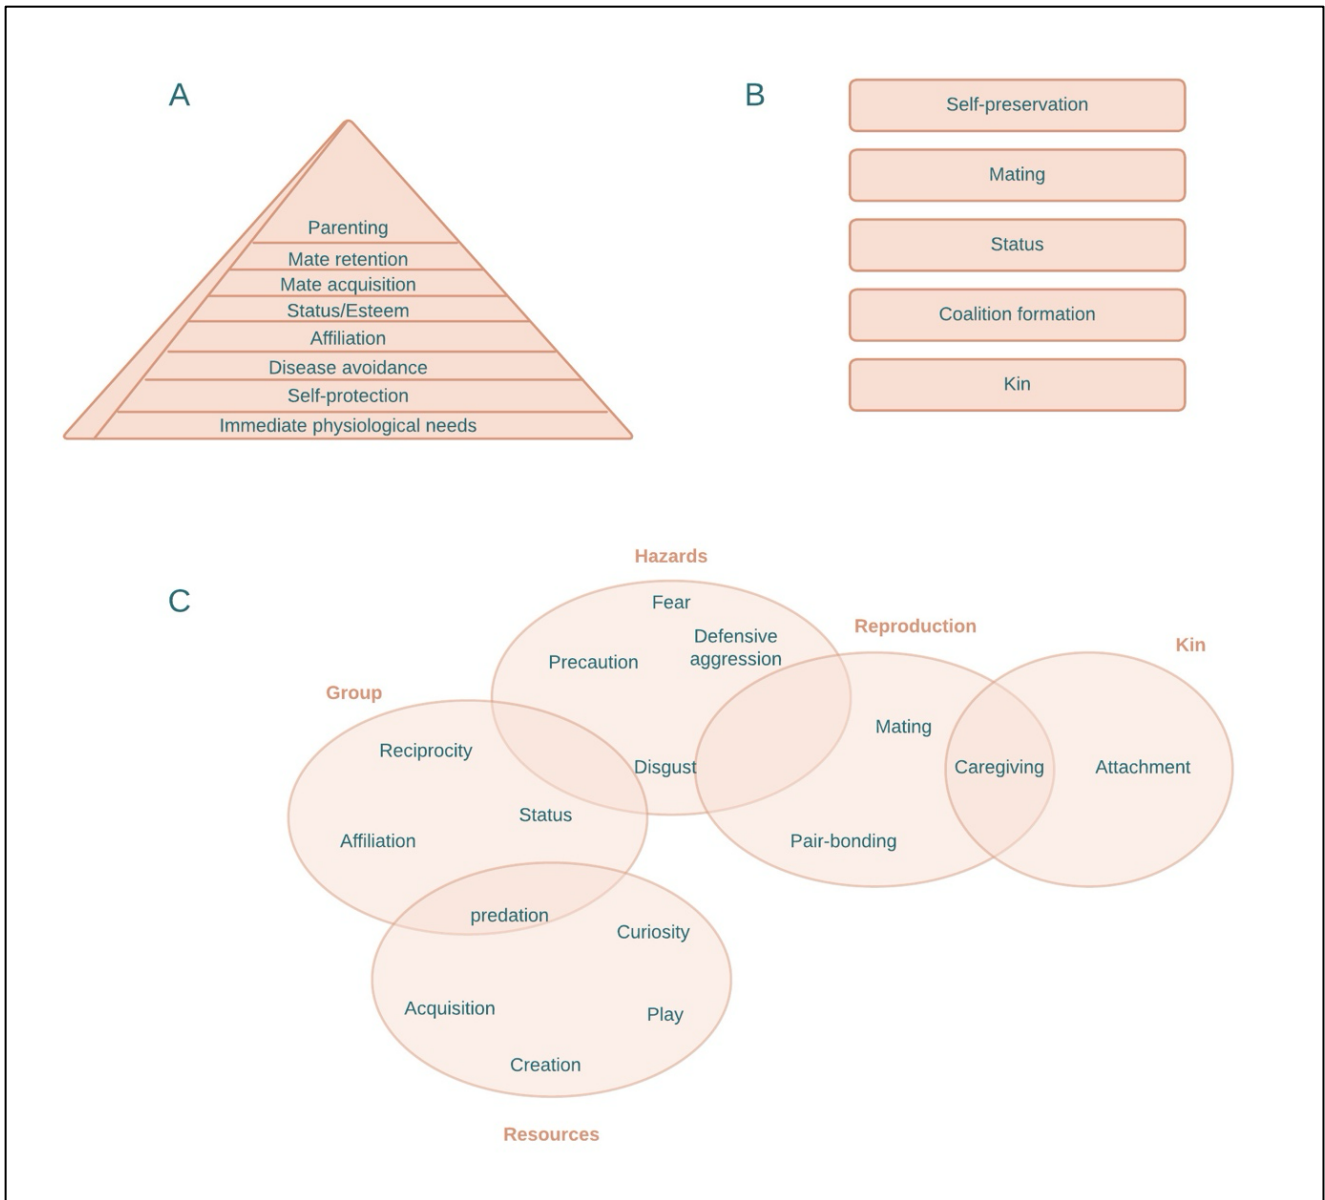 A
Parenting
Mate retention
Mate acquisition
Status/Esteem
Affiliation
Disease avoidance
Self-protection
Immediate physiological needs
B
Self-preservation
Mating
Status
Coalition formation
Kin
C
Hazards
Fear
Defensive
aggression
Precaution
Disgust
Reproduction
Mating
Pair-bonding
Caregiving
Kin
Attachment
Group
Reciprocity
Status
Affiliation
predation
Curiosity
Acquisition
Play
Creation
Resources